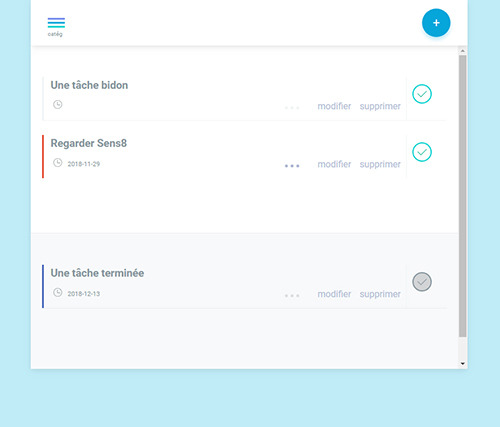 catég
+
Une tâche bidon
... modifier supprimer
Regarder Sens8
2018-11-29 ... modifier supprimer
Une tâche terminée
2018-12-13 ... modifier supprimer